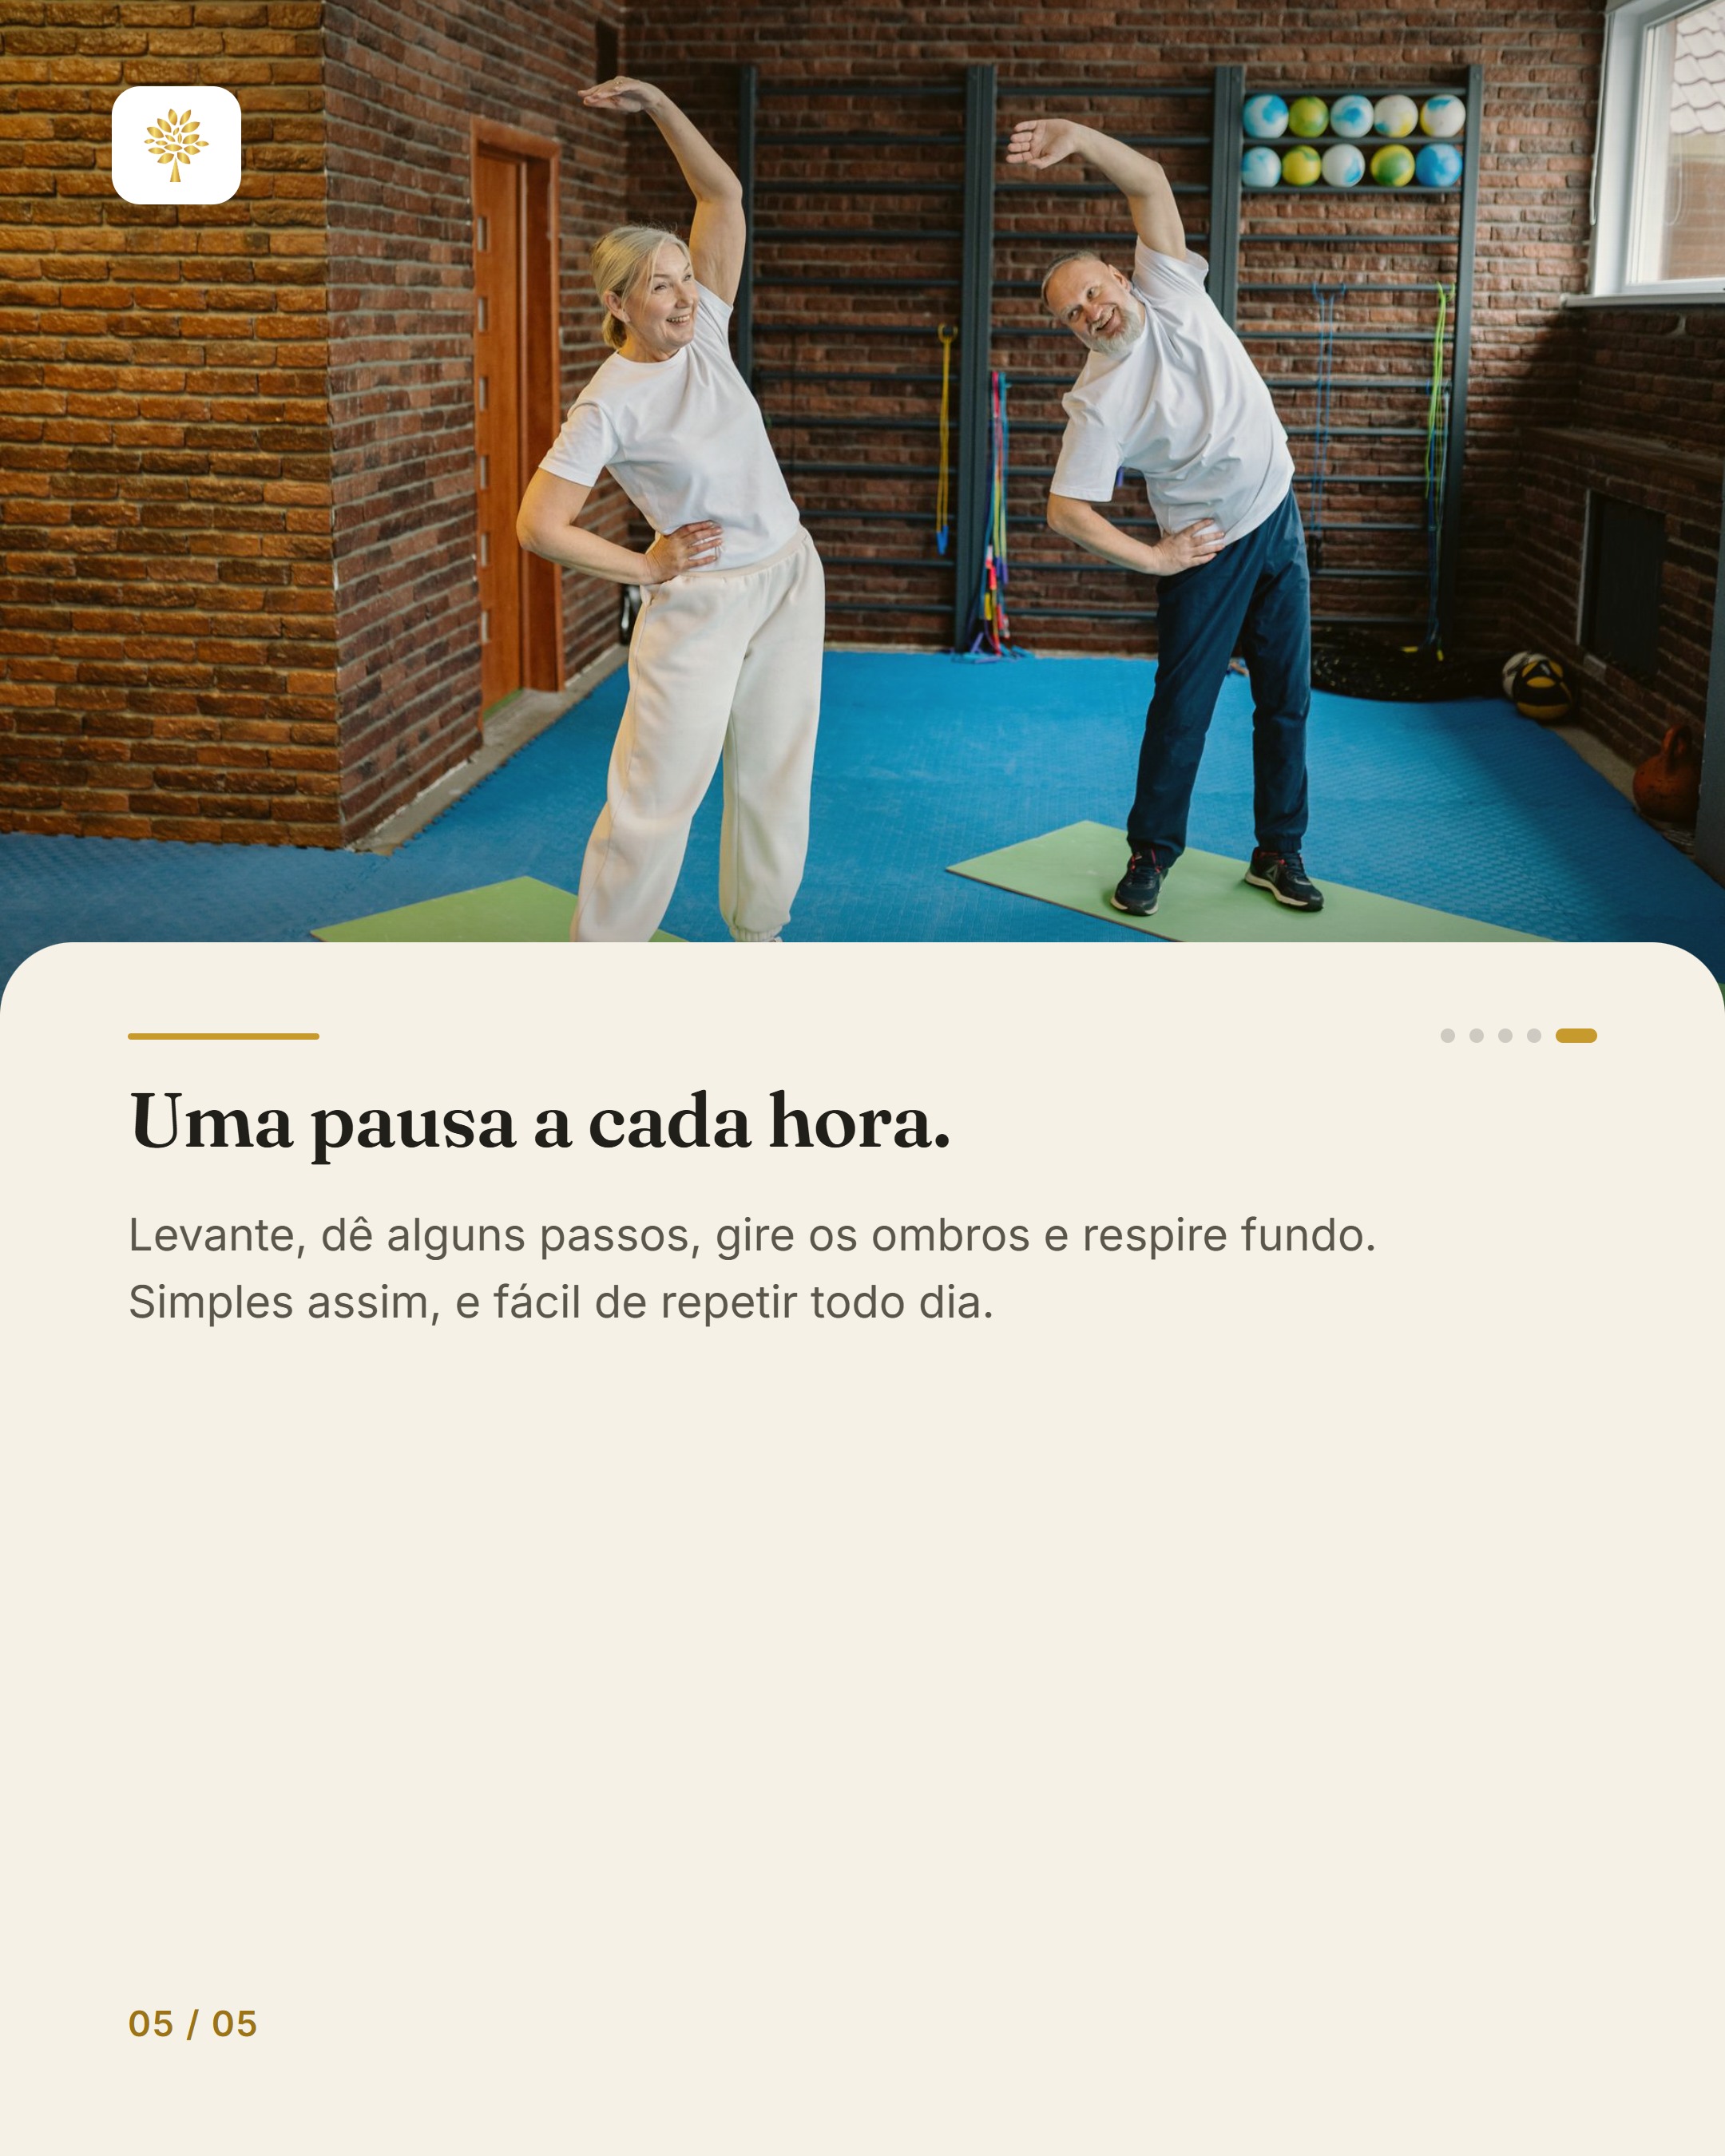 Uma pausa a cada hora.
Levante, dê alguns passos, gire os ombros e respire fundo.
Simples assim, e fácil de repetir todo dia.
05 / 05